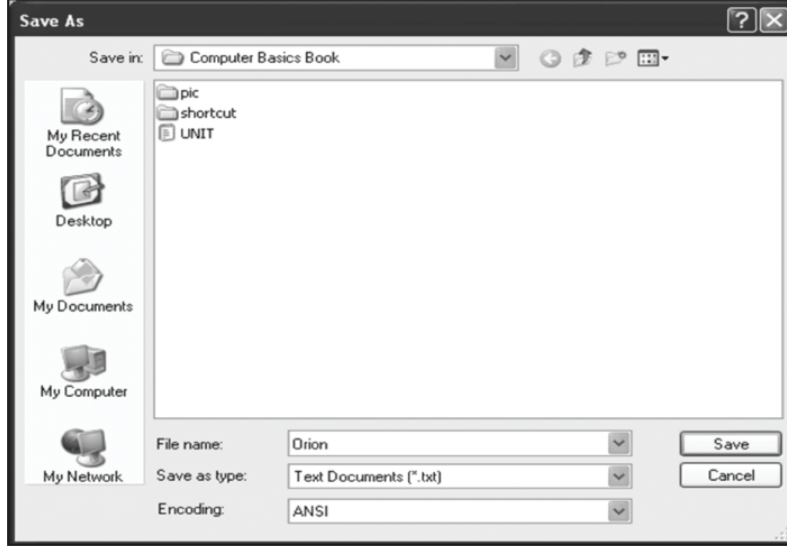 Save As
Save in:
Computer Basics Book
pic
shortcut
UNIT
My Recent
Documents
Desktop
My Documents
My Computer
My Network
File name:
Orion
Save
Save as type:
Text Documents (*.txt)
Cancel
Encoding:
ANSI